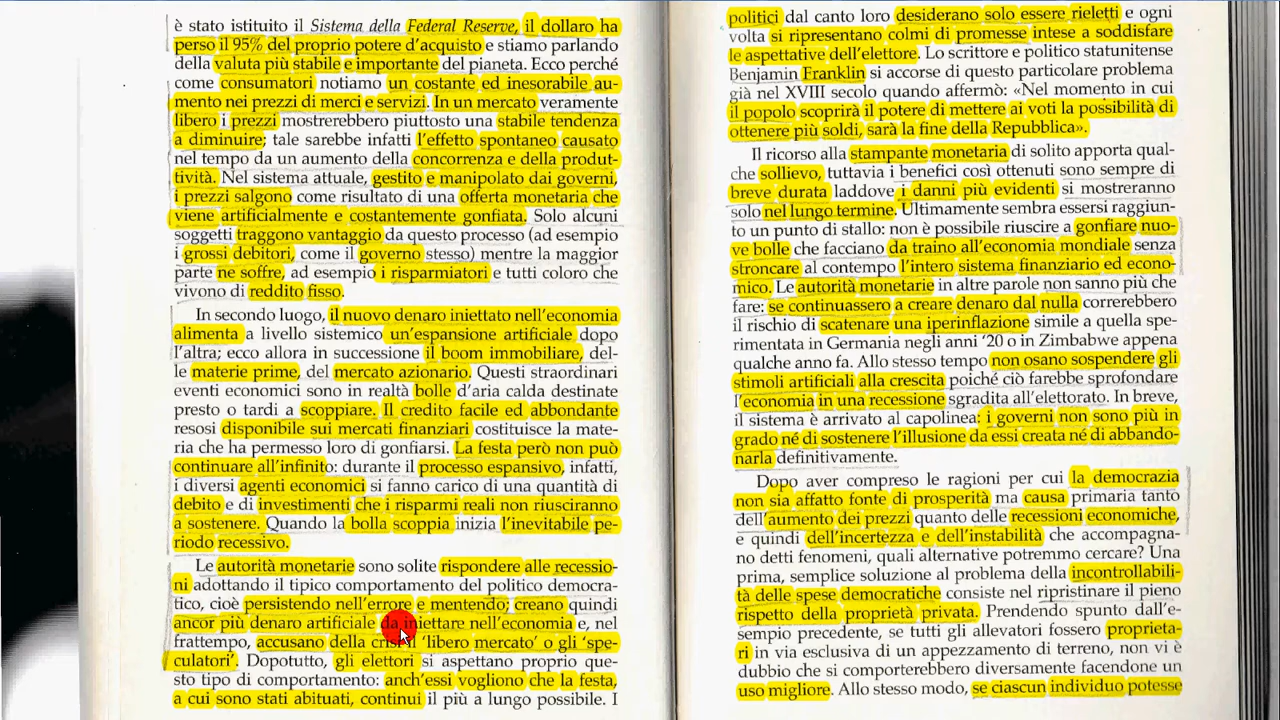 è stato istituito il Sistema della Federal Reserve, il dollaro ha
perso il 95% del proprio potere d'acquisto e stiamo parlando
della valuta più stabile e importante del pianeta. Ecco perché
come consumatori notiamo un costante ed inesorabile au-
mento nei prezzi di merci e servizi. In un mercato veramente
libero i prezzi mostrerebbero piuttosto una stabile tendenza
a diminuire; tale sarebbe infatti l'effetto spontaneo causato
nel tempo da un aumento della concorrenza e della produt-
tività. Nel sistema attuale, gestito e manipolato dai governi,
i prezzi salgono come risultato di una offerta monetaria che
viene artificialmente e costantemente gonfiata. Solo alcuni
soggetti traggono vantaggio da questo processo (ad esempio
i grossi debitori, come il governo stesso) mentre la maggior
parte ne soffre, ad esempio i risparmiatori e tutti coloro che
vivono di reddito fisso.
In secondo luogo, il nuovo denaro iniettato nell'economia
alimenta a livello sistemico un'espansione artificiale dopo
l'altra; ecco allora in successione il boom immobiliare, del-
le materie prime, del mercato azionario. Questi straordinari
eventi economici sono in realtà bolle d'aria calda destinate
presto o tardi a scoppiare. Il credito facile ed abbondante
resosi disponibile sui mercati finanziari costituisce la mate-
ria che ha permesso loro di gonfiarsi. La festa però non può
continuare all'infinito: durante il processo espansivo, infatti,
i diversi agenti economici si fanno carico di una quantità di
debito e di investimenti che i risparmi reali non riusciranno
a sostenere. Quando la bolla scoppia inizia l'inevitabile pe-
riodo recessivo.
Le autorità monetarie sono solite rispondere alle recessio-
ni adottando il tipico comportamento del politico democra-
tico, cioè persistendo nell'errore e mentendo; creano quindi
ancor più denaro artificiale da iniettare nell'economia e, nel
frattempo, accusano della crisi il 'libero mercato' o gli 'spe-
culatori'. Dopotutto, gli elettori si aspettano proprio que-
sto tipo di comportamento: anch'essi vogliono che la festa,
a cui sono stati abituati, continui il più a lungo possibile. I
politici dal canto loro desiderano solo essere rieletti e ogni
volta si ripresentano colmi di promesse intese a soddisfare
le aspettative dell'elettore. Lo scrittore e politico statunitense
Benjamin Franklin si accorse di questo particolare problema
già nel XVIII secolo quando affermò: «Nel momento in cui
il popolo scoprirà il potere di mettere ai voti la possibilità di
ottenere più soldi, sarà la fine della Repubblica».
Il ricorso alla stampante monetaria di solito apporta qual-
che sollievo, tuttavia i benefici così ottenuti sono sempre di
breve durata laddove i danni più evidenti si mostreranno
solo nel lungo termine. Ultimamente sembra essersi raggiun-
to un punto di stallo: non è possibile riuscire a gonfiare nuo-
ve bolle che facciano da traino all'economia mondiale senza
stroncare al contempo l'intero sistema finanziario ed econo-
mico. Le autorità monetarie in altre parole non sanno più che
fare: se continuassero a creare denaro dal nulla correrebbero
il rischio di scatenare una iperinflazione simile a quella spe-
rimentata in Germania negli anni '20 o in Zimbabwe appena
qualche anno fa. Allo stesso tempo non osano sospendere gli
stimoli artificiali alla crescita poiché ciò farebbe sprofondare
l'economia in una recessione sgradita all'elettorato. In breve,
il sistema è arrivato al capolinea: i governi non sono più in
grado né di sostenere l'illusione da essi creata né di abbando-
narla definitivamente.
Dopo aver compreso le ragioni per cui la democrazia
non sia affatto fonte di prosperità ma causa primaria tanto
dell'aumento dei prezzi quanto delle recessioni economiche,
e quindi dell'incertezza e dell'instabilità che accompagna-
no detti fenomeni, quali alternative potremmo cercare? Una
prima, semplice soluzione al problema della incontrollabili-
tà delle spese democratiche consiste nel ripristinare il pieno
rispetto della proprietà privata. Prendendo spunto dall'e-
sempio precedente, se tutti gli allevatori fossero proprieta-
ri in via esclusiva di un appezzamento di terreno, non vi è
dubbio che si comporterebbero diversamente facendone un
uso migliore. Allo stesso modo, se ciascun individuo potesse